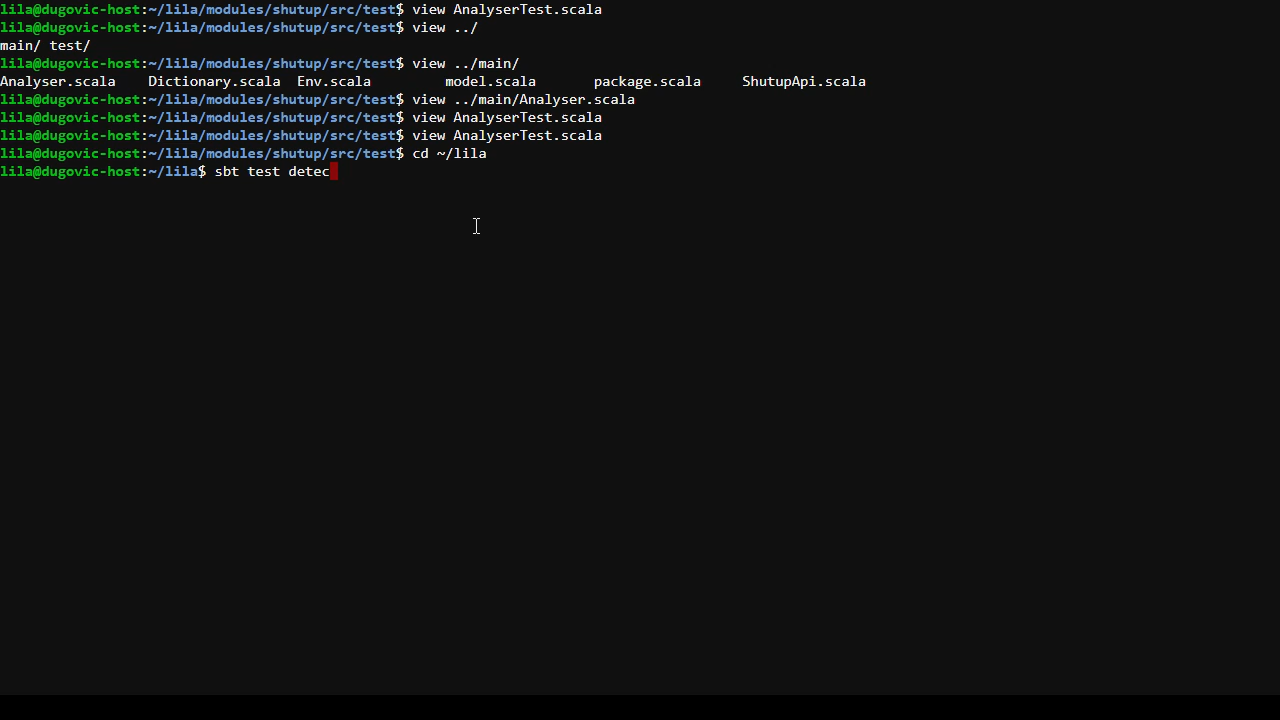 lila@dugovic-host:~/lila/modules/shutup/src/test$ view AnalyserTest.scala
lila@dugovic-host:~/lila/modules/shutup/src/test$ view ../
main/ test/
lila@dugovic-host:~/lila/modules/shutup/src/test$ view ../main/
Analyser.scala    Dictionary.scala  Env.scala         model.scala       package.scala     ShutupApi.scala
lila@dugovic-host:~/lila/modules/shutup/src/test$ view ../main/Analyser.scala
lila@dugovic-host:~/lila/modules/shutup/src/test$ view AnalyserTest.scala
lila@dugovic-host:~/lila/modules/shutup/src/test$ view AnalyserTest.scala
lila@dugovic-host:~/lila/modules/shutup/src/test$ cd ~/lila
lila@dugovic-host:~/lila$ sbt test detec